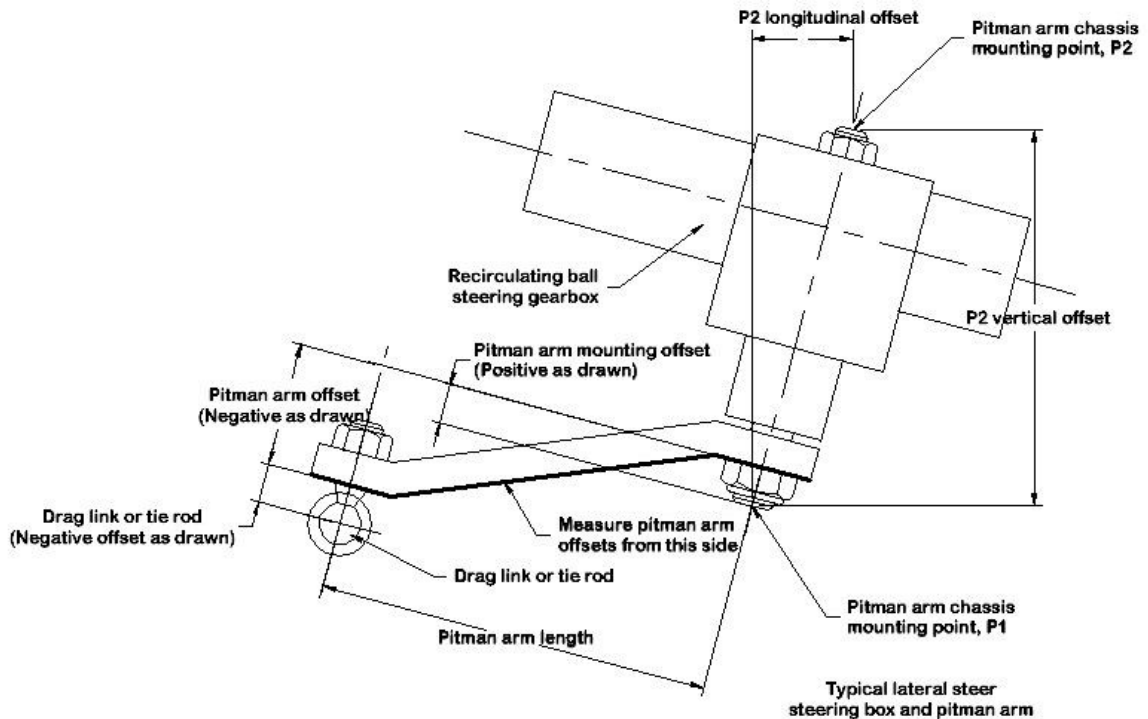 P2 longitudinal offset
Pitman arm chassis
mounting point, P2
Recirculating ball
steering gearbox
P2 vertical offset
Pitman arm mounting offset
(Positive as drawn)
Pitman arm offset
(Negative as drawn)
Drag link or tie rod
(Negative offset as drawn)
Measure pitman arm
offsets from this side
Drag link or tie rod
Pitman arm chassis
mounting point, P1
Pitman arm length
Typical lateral steer
steering box and pitman arm